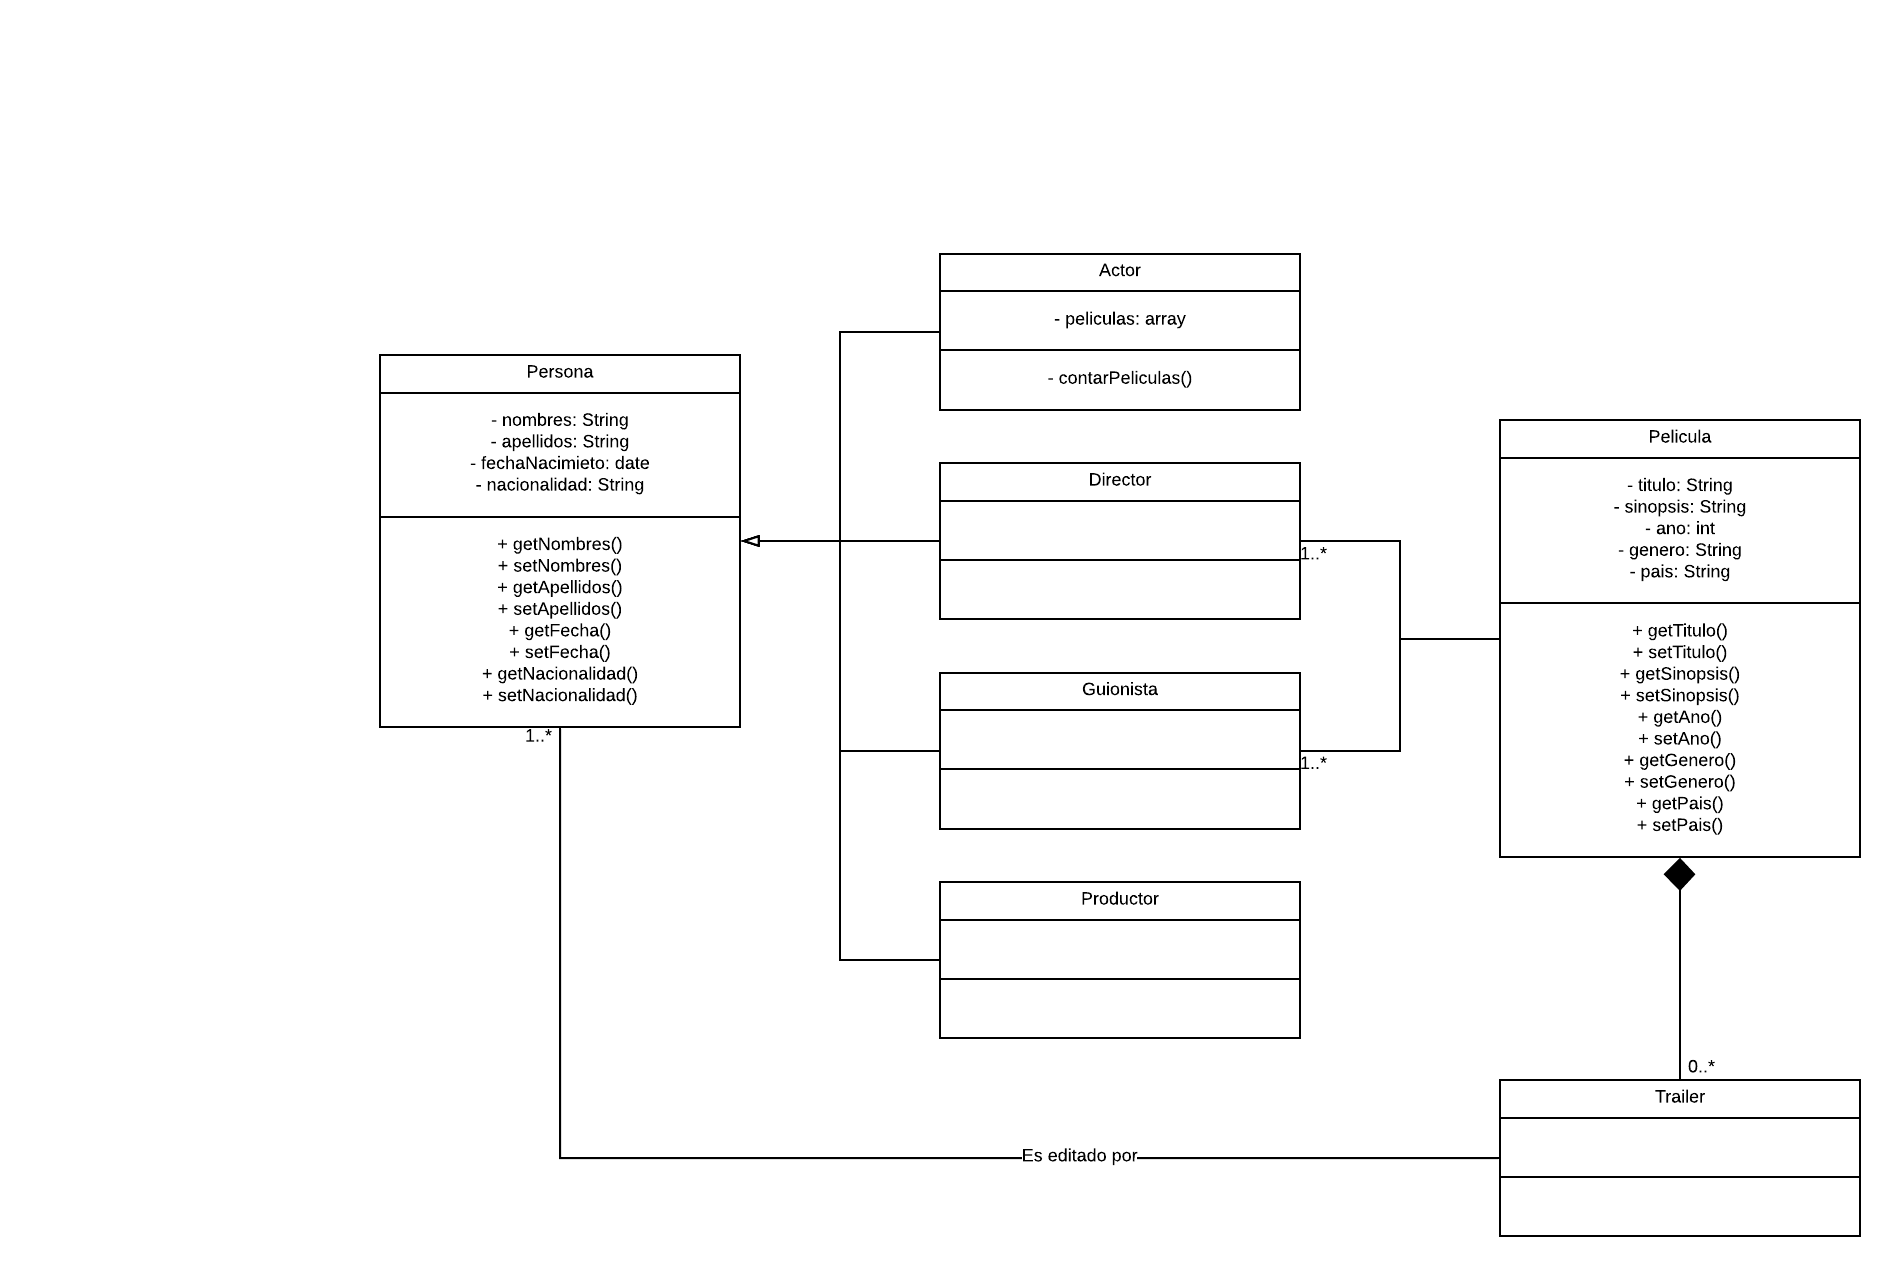 Persona
- nombres: String
- apellidos: String
- fechaNacimieto: date
- nacionalidad: String
+ getNombres()
+ setNombres()
+ getApellidos()
+ setApellidos()
+ getFecha()
+ setFecha()
+ getNacionalidad()
+ setNacionalidad()
1..*
Actor
- peliculas: array
- contarPeliculas()
Director
1..*
Guionista
1..*
Productor
Pelicula
- titulo: String
- sinopsis: String
- ano: int
- genero: String
- pais: String
+ getTitulo()
+ setTitulo()
+ getSinopsis()
+ setSinopsis()
+ getAno()
+ setAno()
+ getGenero()
+ setGenero()
+ getPais()
+ setPais()
0..*
Trailer
Es editado por